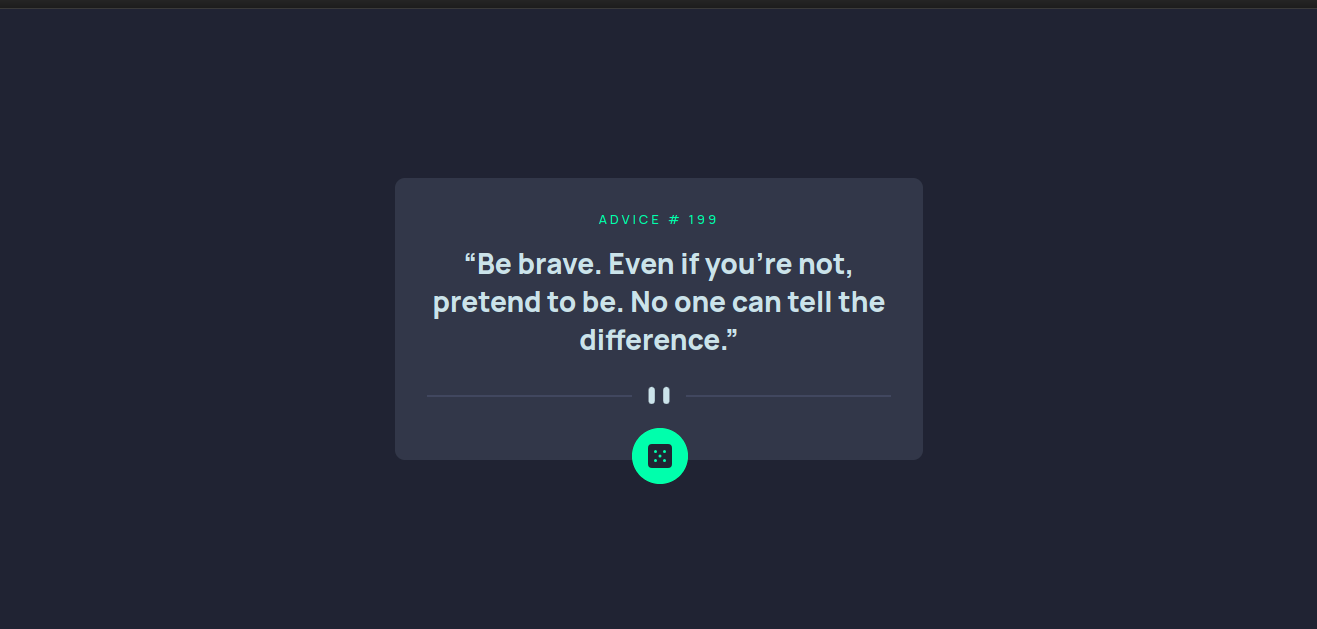 ADVICE # 199
“Be brave. Even if you’re not,
pretend to be. No one can tell the
difference.”